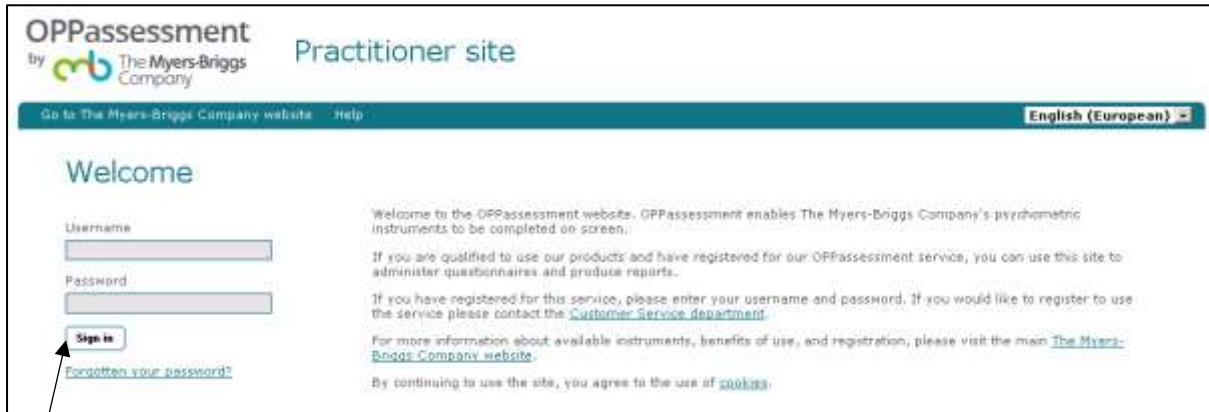 OPPassessment
by The Myers-Briggs
Company
Practitioner site
Go to The Myers-Briggs Company website Help English (European)
Welcome
Username
Password
Sign in
Forgotten your password?
Welcome to the OPPassessment website. OPPassessment enables The Myers-Briggs Company's psychometric
instruments to be completed on screen.
If you are qualified to use our products and have registered for our OPPassessment service, you can use this site to
administer questionnaires and produce reports.
If you have registered for this service, please enter your username and password. If you would like to register to use
the service please contact the Customer Service department.
For more information about available instruments, benefits of use, and registration, please visit the main The Myers-
Briggs Company website.
By continuing to use the site, you agree to the use of cookies.